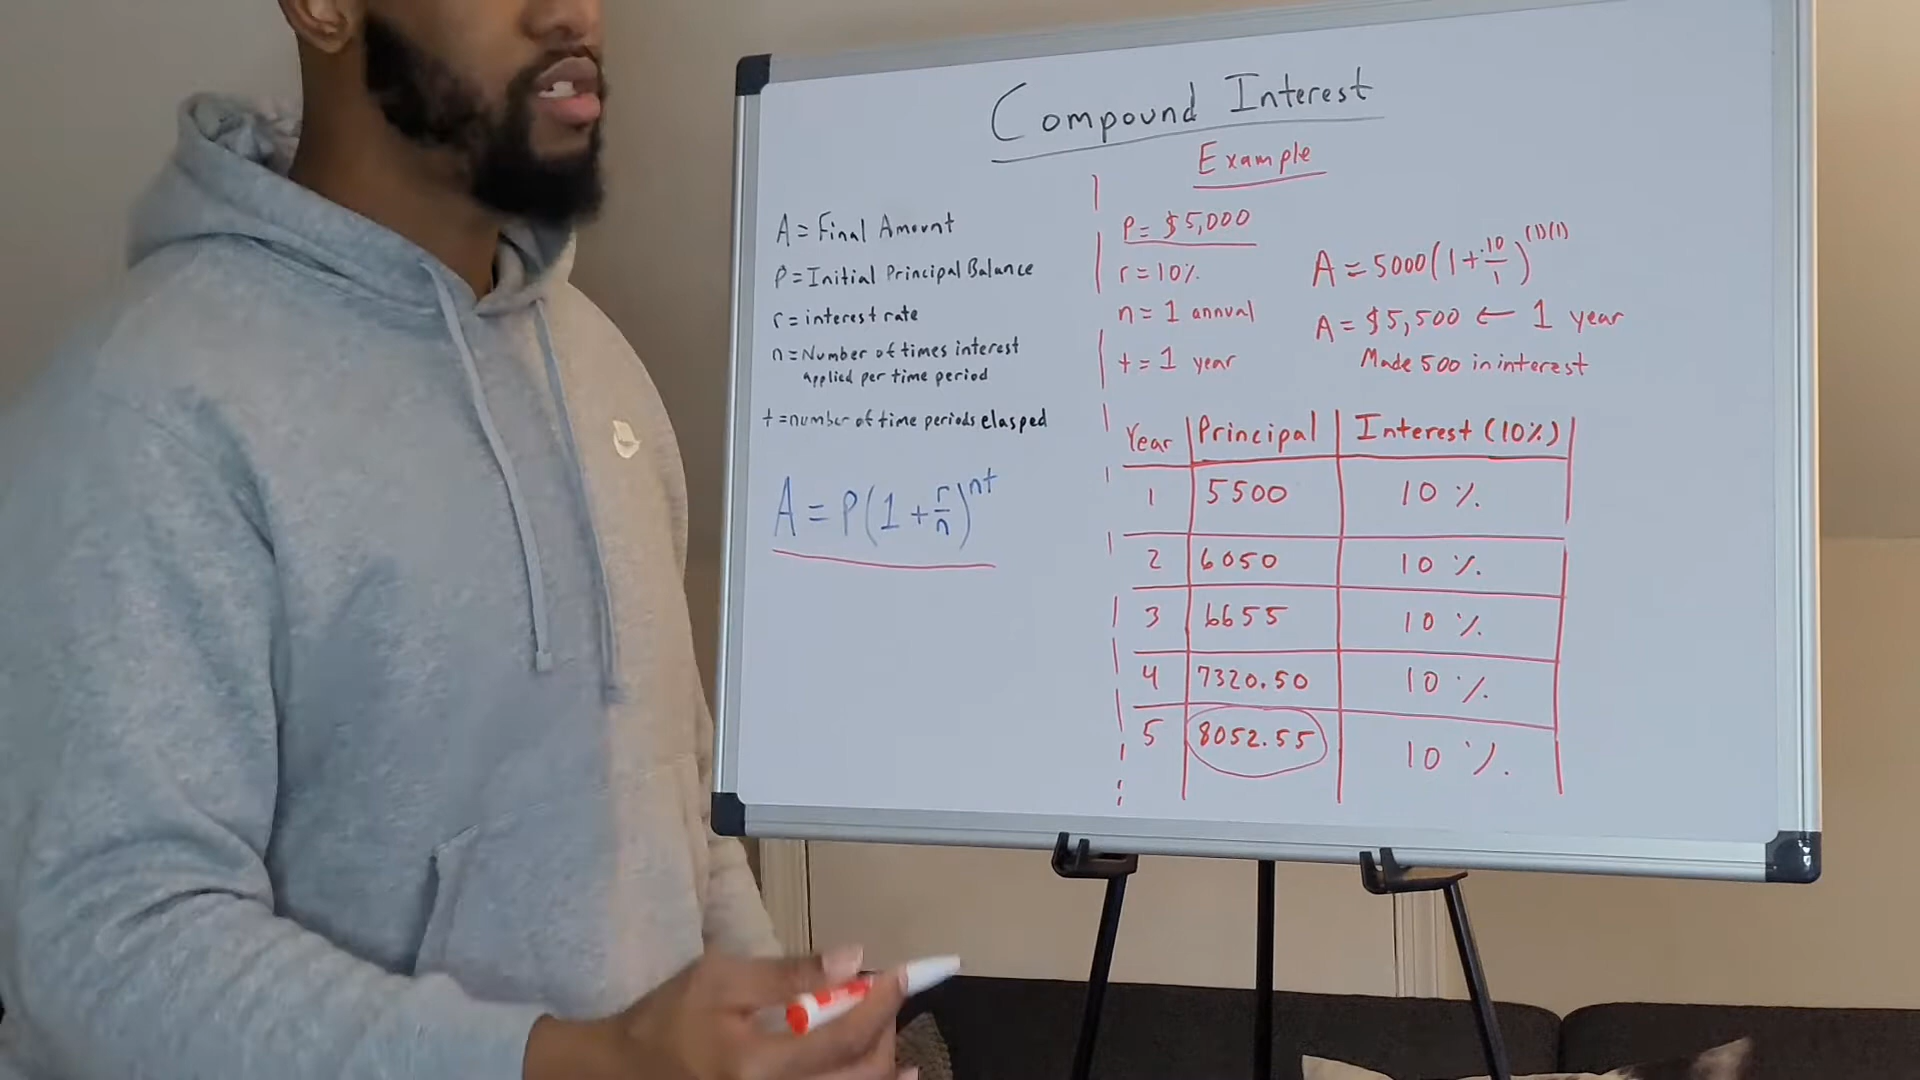 Compound Interest
Example
A = Final Amount
P = Initial Principal Balance
r = interest rate
n = Number of times interest
applied per time period
t = number of time periods elasped
A = P(1 + r/n)^nt
P = $5,000
r = 10%
n = 1 annual
t = 1 year
A = 5000(1 + .10/1)^(1)(1)
A = $5,500 ← 1 year
Made 500 in interest
Year Principal Interest (10%)
1 5500 10 %
2 6050 10 %
3 6655 10 %
4 7320.50 10 %
5 8052.55 10 %